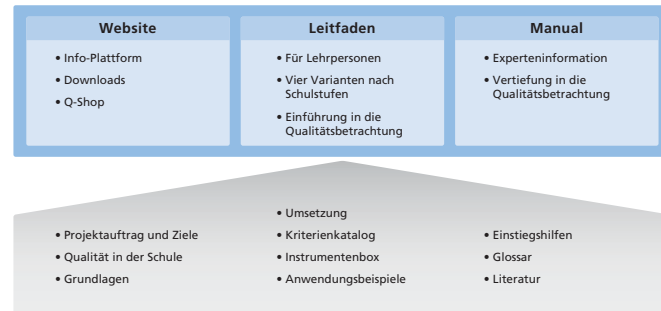 Website
• Info-Plattform
• Downloads
• Q-Shop
Leitfaden
• Für Lehrpersonen
• Vier Varianten nach
Schulstufen
• Einführung in die
Qualitätsbetrachtung
Manual
• Experteninformation
• Vertiefung in die
Qualitätsbetrachtung
• Projektauftrag und Ziele
• Qualität in der Schule
• Grundlagen
• Umsetzung
• Kriterienkatalog
• Instrumentenbox
• Anwendungsbeispiele
• Einstiegshilfen
• Glossar
• Literatur